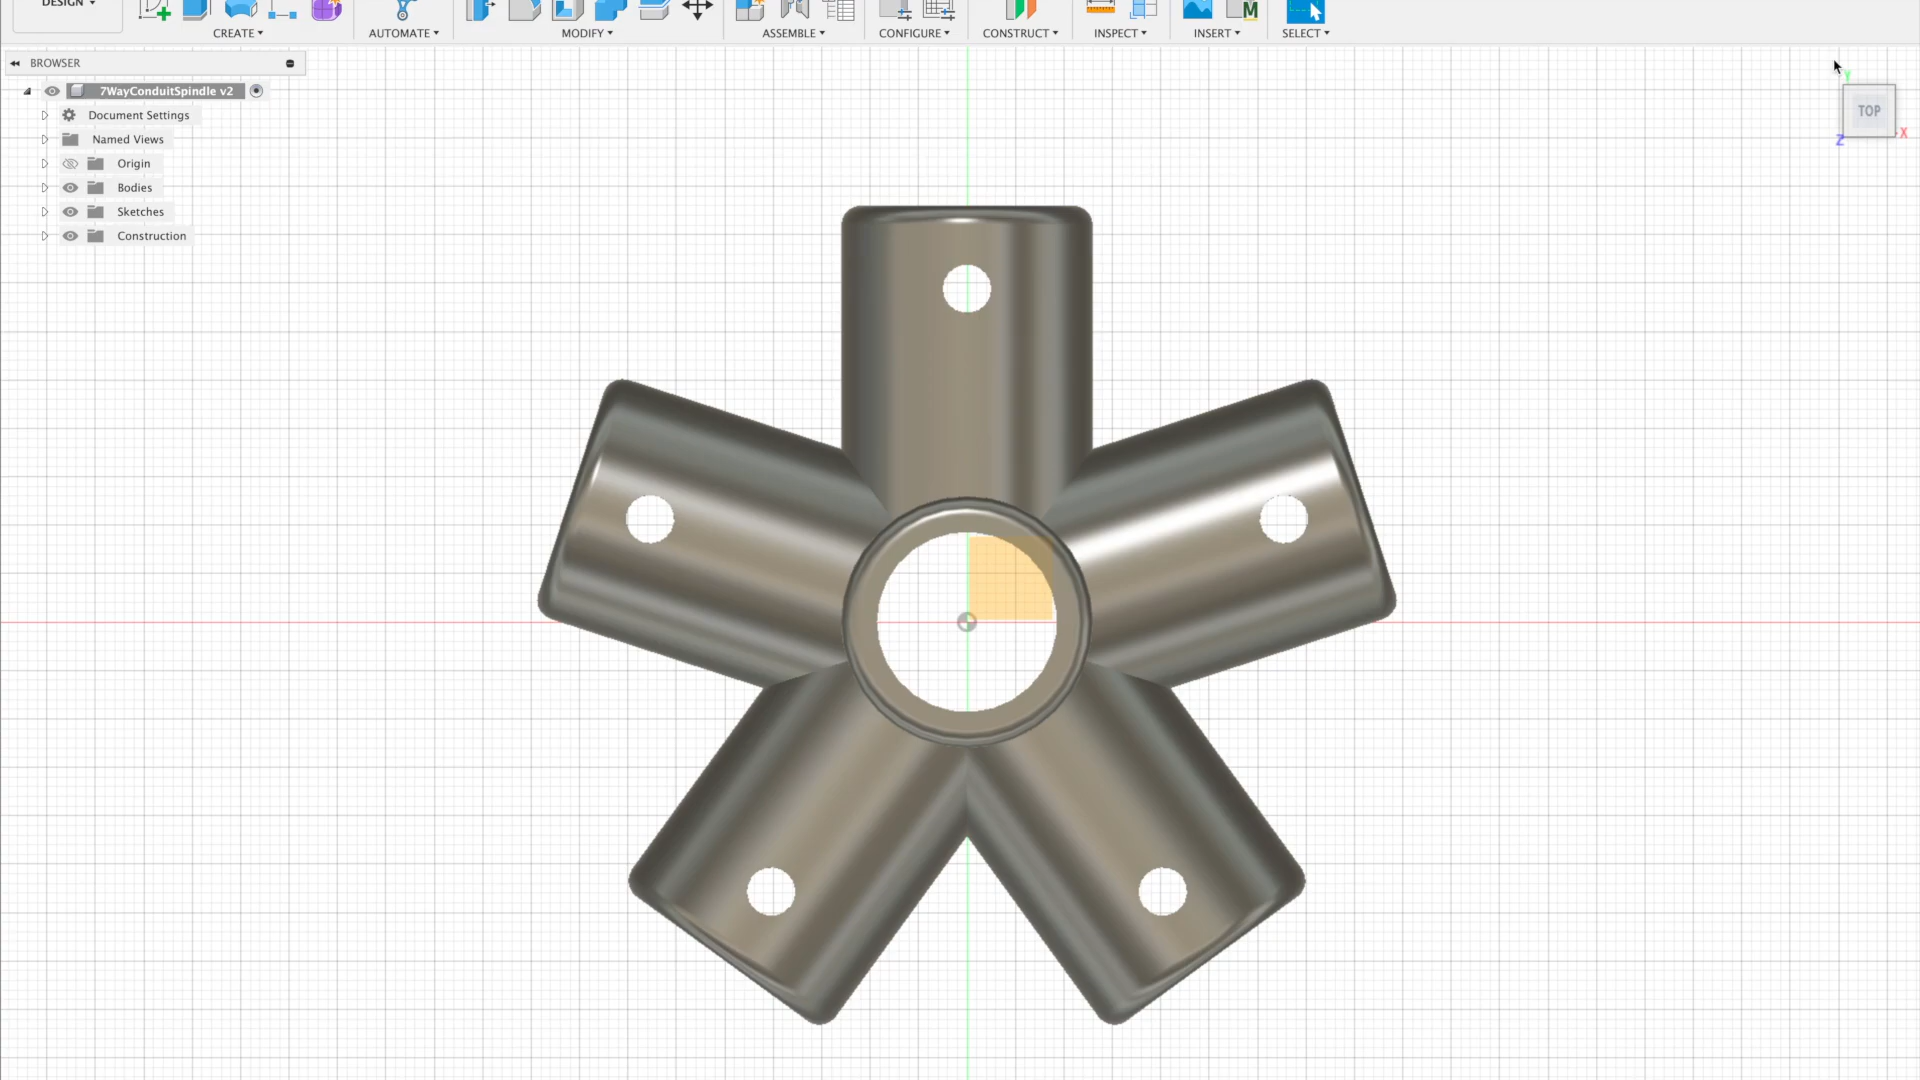 DESIGN ▾
CREATE ▾
AUTOMATE ▾
MODIFY ▾
ASSEMBLE ▾
CONFIGURE ▾
CONSTRUCT ▾
INSPECT ▾
INSERT ▾
SELECT ▾
M
BROWSER
7WayConduitSpindle v2
Document Settings
Named Views
Origin
Bodies
Sketches
Construction
Y
TOP
X
Z